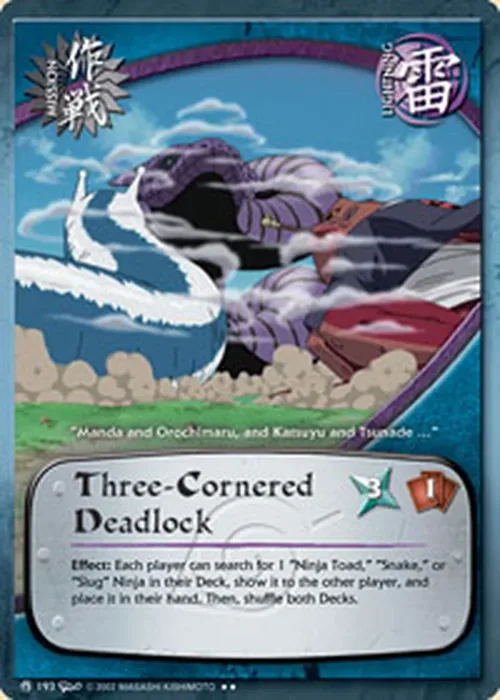 作戦
MISSION
雷
LIGHTNING
"Manda and Orochimaru, and Katsuyu and Tsunade ..."
Three-Cornered
Deadlock
3
1
Effect: Each player can search for 1 "Ninja Toad," "Snake," or
"Slug" Ninja in their Deck, show it to the other player, and
place it in their hand. Then, shuffle both Decks.
193
© 2002 MASASHI KISHIMOTO